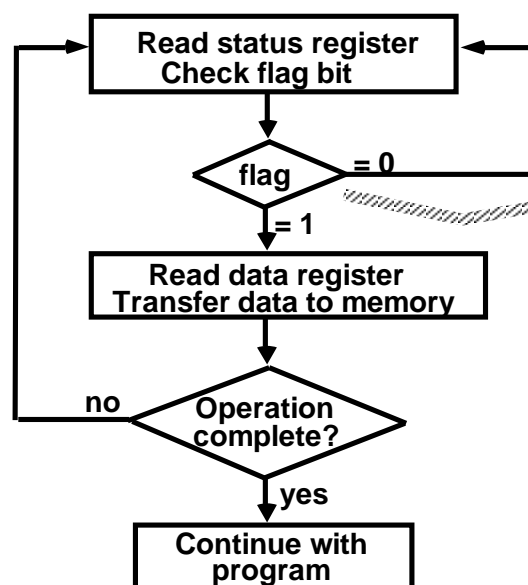 Read status register
Check flag bit
flag
= 0
= 1
Read data register
Transfer data to memory
no
Operation
complete?
yes
Continue with
program